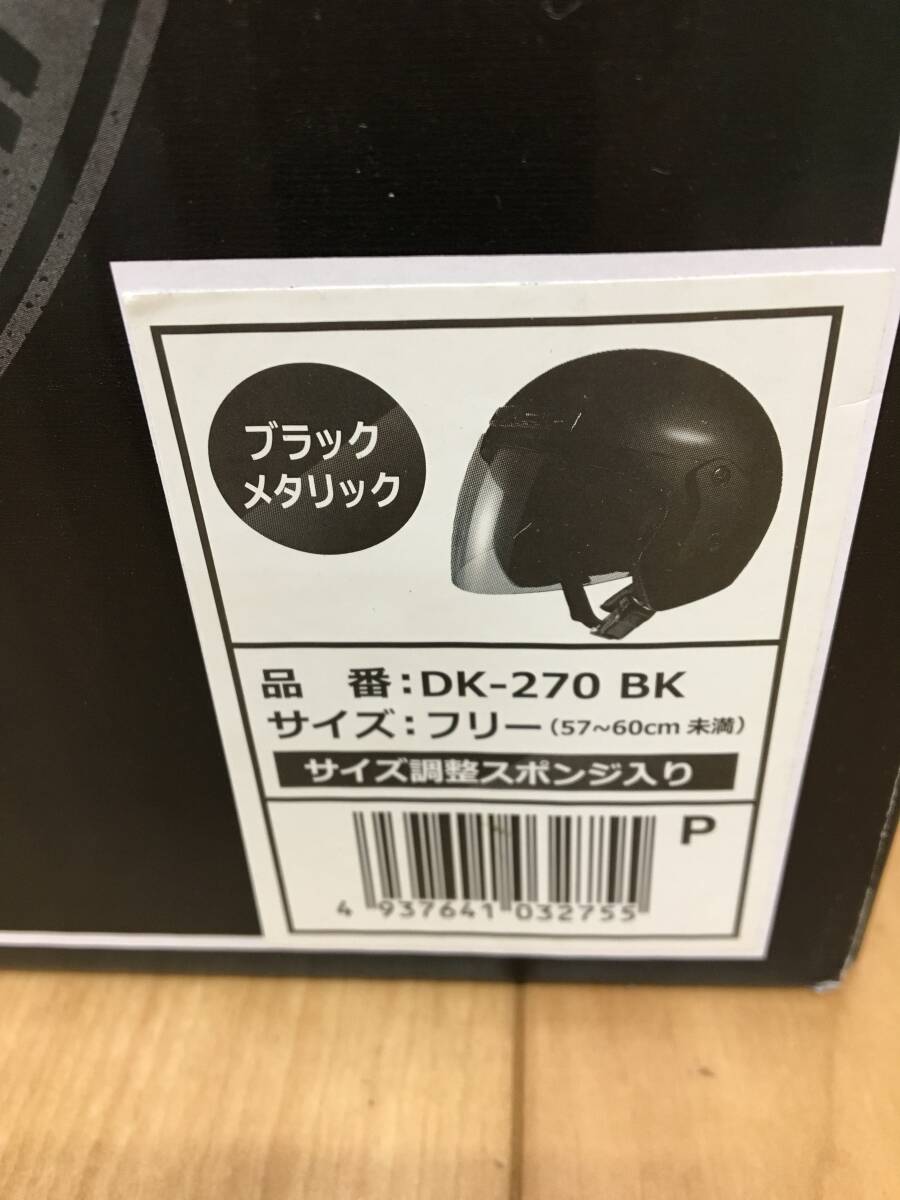 ブラック
メタリック
品　番：DK-270 BK
サイズ：フリー（57~60cm 未満）
サイズ調整スポンジ入り
P
4 937641 032755